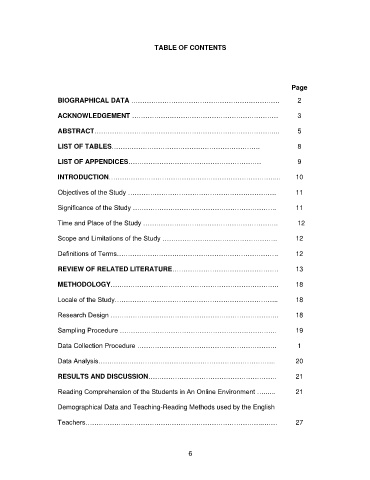 TABLE OF CONTENTS
Page
BIOGRAPHICAL DATA ........................................................ 2
ACKNOWLEDGEMENT ........................................................ 3
ABSTRACT........................................................ 5
LIST OF TABLES........................................................ 8
LIST OF APPENDICES........................................................ 9
INTRODUCTION........................................................ 10
Objectives of the Study ........................................................ 11
Significance of the Study ........................................................ 11
Time and Place of the Study ........................................................ 12
Scope and Limitations of the Study ........................................................ 12
Definitions of Terms........................................................ 12
REVIEW OF RELATED LITERATURE........................................................ 13
METHODOLOGY........................................................ 18
Locale of the Study........................................................ 18
Research Design ........................................................ 18
Sampling Procedure ........................................................ 19
Data Collection Procedure ........................................................ 1
Data Analysis........................................................ 20
RESULTS AND DISCUSSION........................................................ 21
Reading Comprehension of the Students in An Online Environment ......... 21
Demographical Data and Teaching-Reading Methods used by the English
Teachers........................................................ 27
6